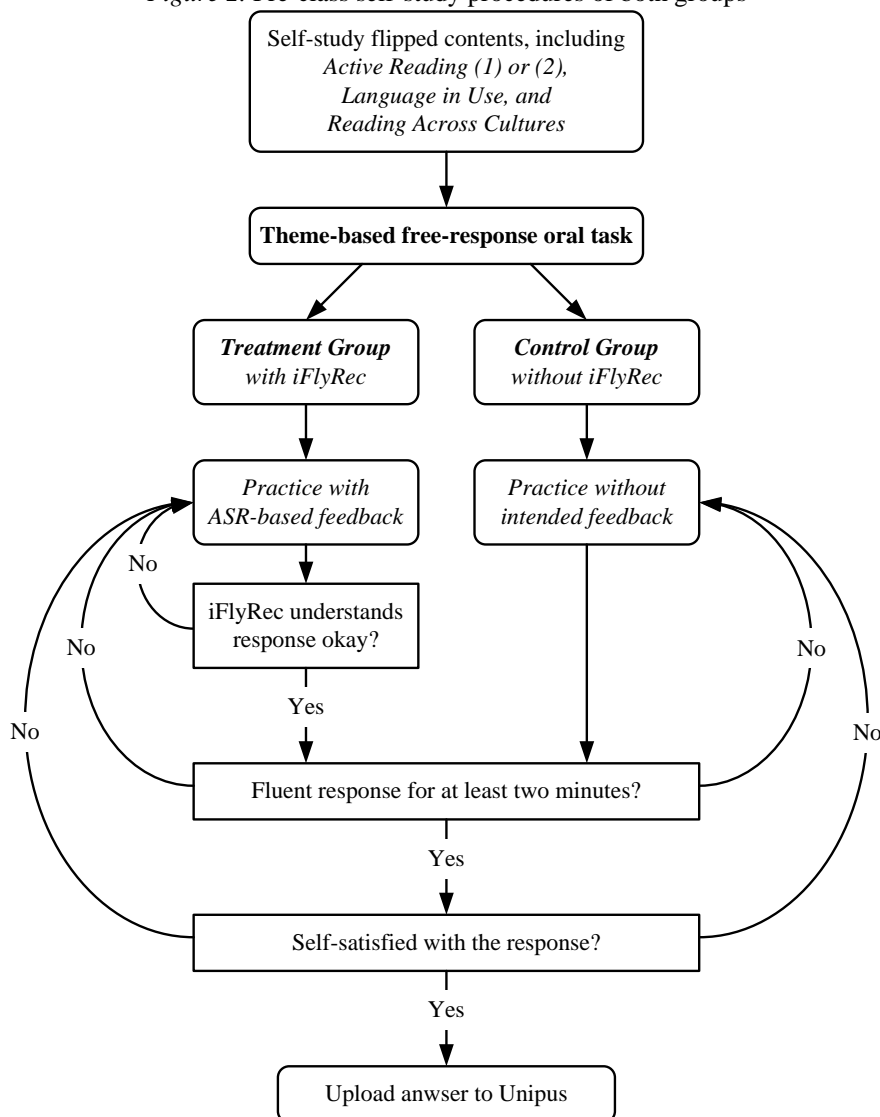 Figure 2. Pre-class self-study procedures of both groups
Self-study flipped contents, including
Active Reading (1) or (2),
Language in Use, and
Reading Across Cultures
Theme-based free-response oral task
Treatment Group
with iFlyRec
Control Group
without iFlyRec
Practice with
ASR-based feedback
Practice without
intended feedback
No
iFlyRec understands
response okay?
No
No
Yes
No
No
Fluent response for at least two minutes?
Yes
Self-satisfied with the response?
Yes
Upload anwser to Unipus